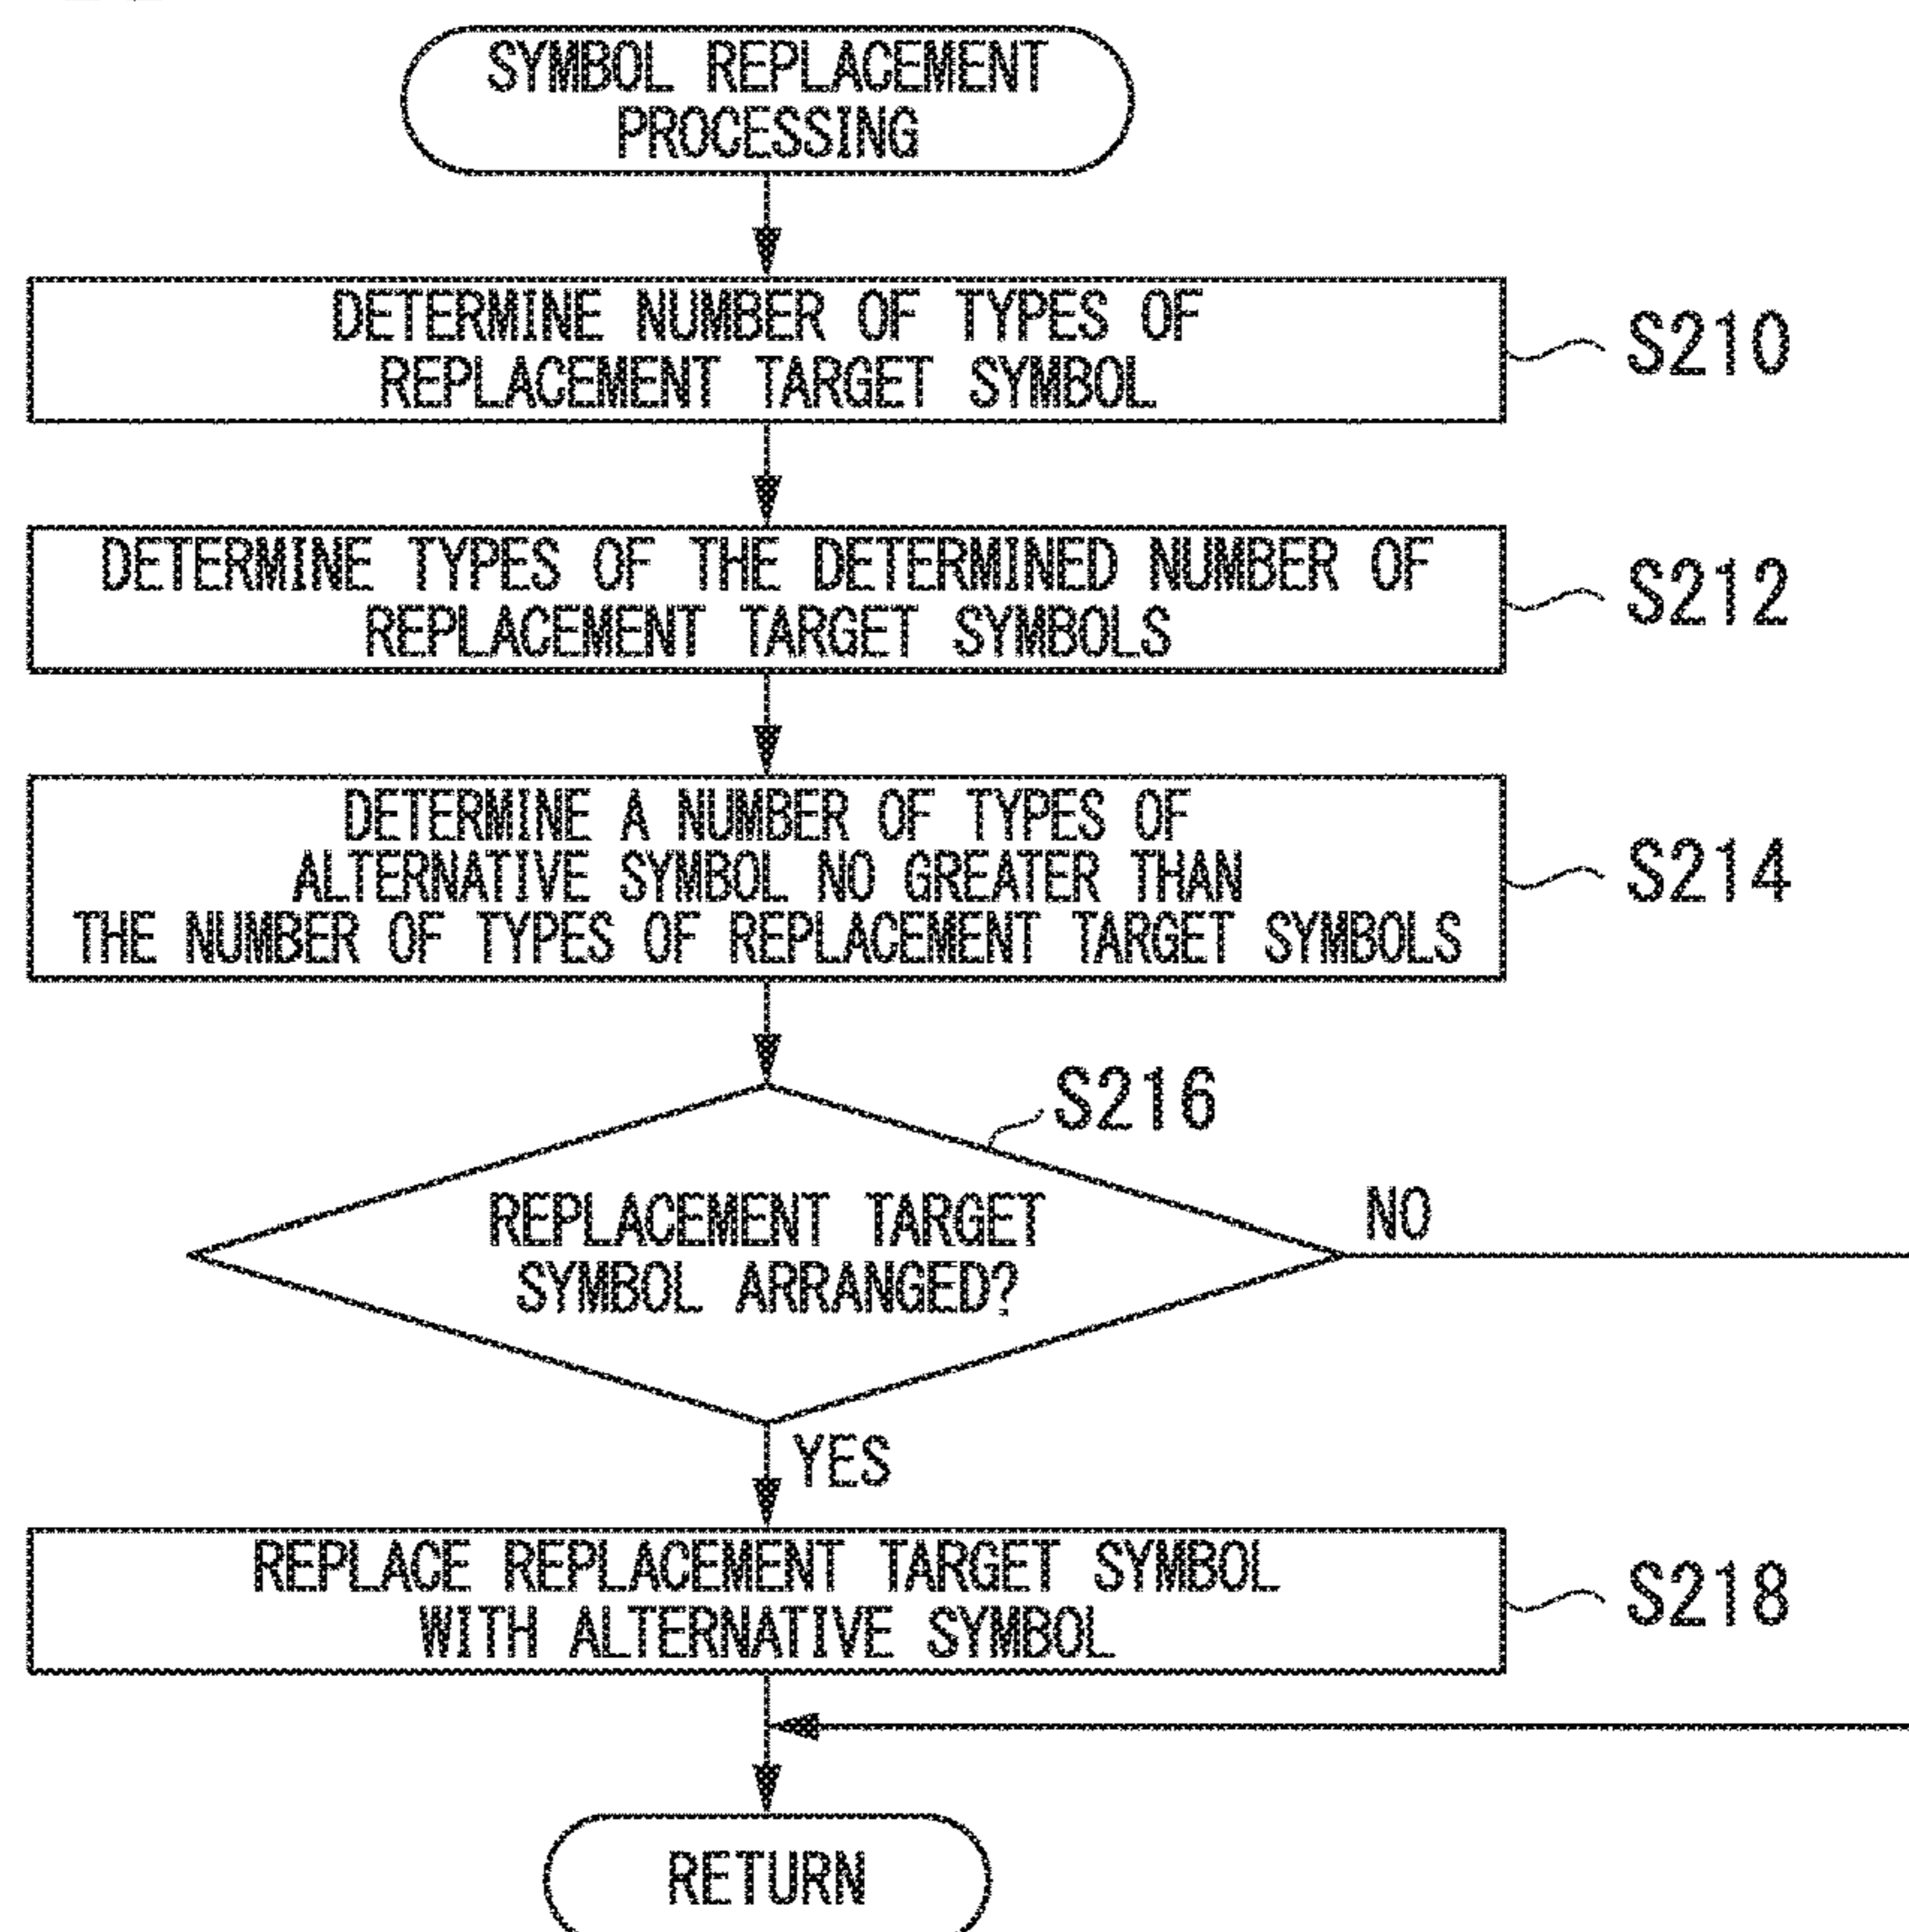 SYMBOL REPLACEMENT
PROCESSING
DETERMINE NUMBER OF TYPES OF
REPLACEMENT TARGET SYMBOL
S210
DETERMINE TYPES OF THE DETERMINED NUMBER OF
REPLACEMENT TARGET SYMBOLS
S212
DETERMINE A NUMBER OF TYPES OF
ALTERNATIVE SYMBOL NO GREATER THAN
THE NUMBER OF TYPES OF REPLACEMENT TARGET SYMBOLS
S214
S216
REPLACEMENT TARGET
SYMBOL ARRANGED?
NO
YES
REPLACE REPLACEMENT TARGET SYMBOL
WITH ALTERNATIVE SYMBOL
S218
RETURN